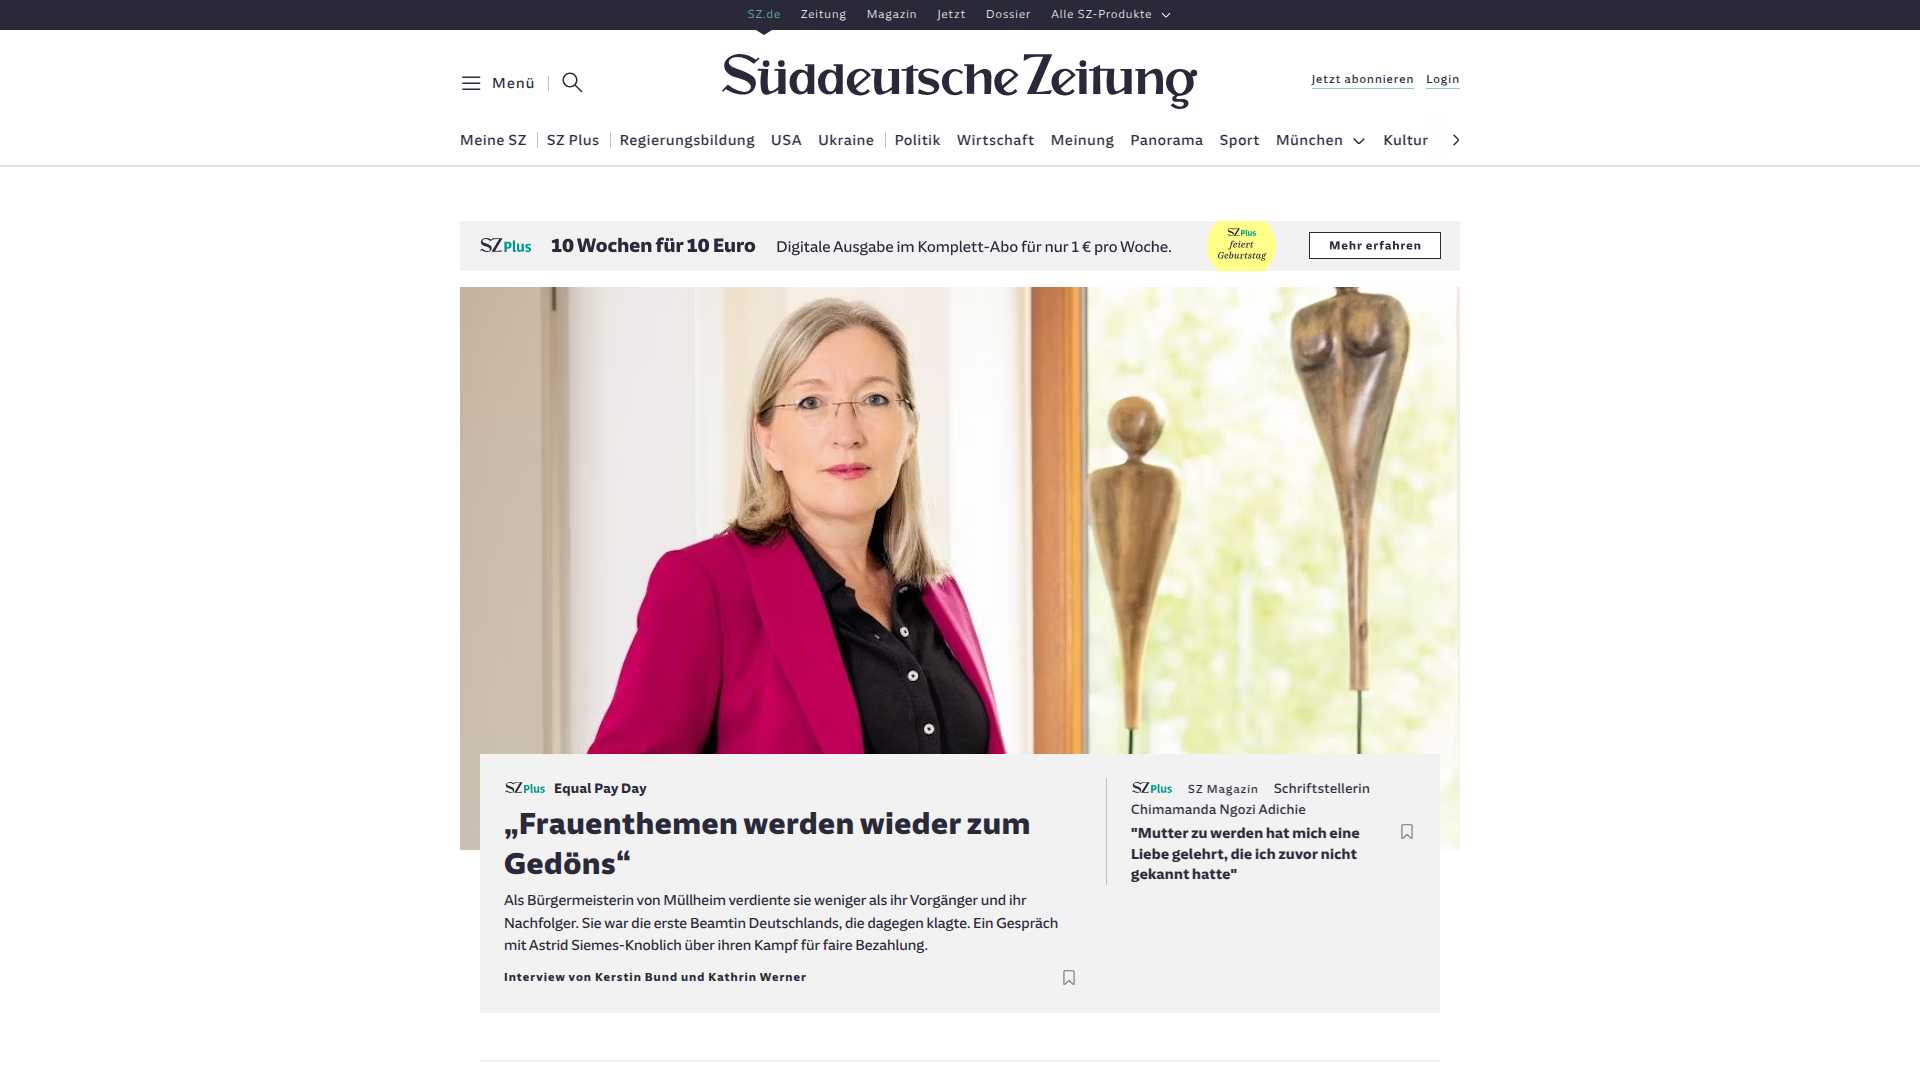 SZ.de Zeitung Magazin Jetzt Dossier Alle SZ-Produkte
Menü
Süddeutsche Zeitung
Jetzt abonnieren Login
Meine SZ SZ Plus Regierungsbildung USA Ukraine Politik Wirtschaft Meinung Panorama Sport München Kultur
SZ Plus 10 Wochen für 10 Euro Digitale Ausgabe im Komplett-Abo für nur 1 € pro Woche.
SZ Plus
feiert
Geburtstag
Mehr erfahren
SZ Plus Equal Pay Day
„Frauenthemen werden wieder zum
Gedöns“
Als Bürgermeisterin von Müllheim verdiente sie weniger als ihr Vorgänger und ihr
Nachfolger. Sie war die erste Beamtin Deutschlands, die dagegen klagte. Ein Gespräch
mit Astrid Siemes-Knoblich über ihren Kampf für faire Bezahlung.
Interview von Kerstin Bund und Kathrin Werner
SZ Plus SZ Magazin Schriftstellerin
Chimamanda Ngozi Adichie
"Mutter zu werden hat mich eine
Liebe gelehrt, die ich zuvor nicht
gekannt hatte"